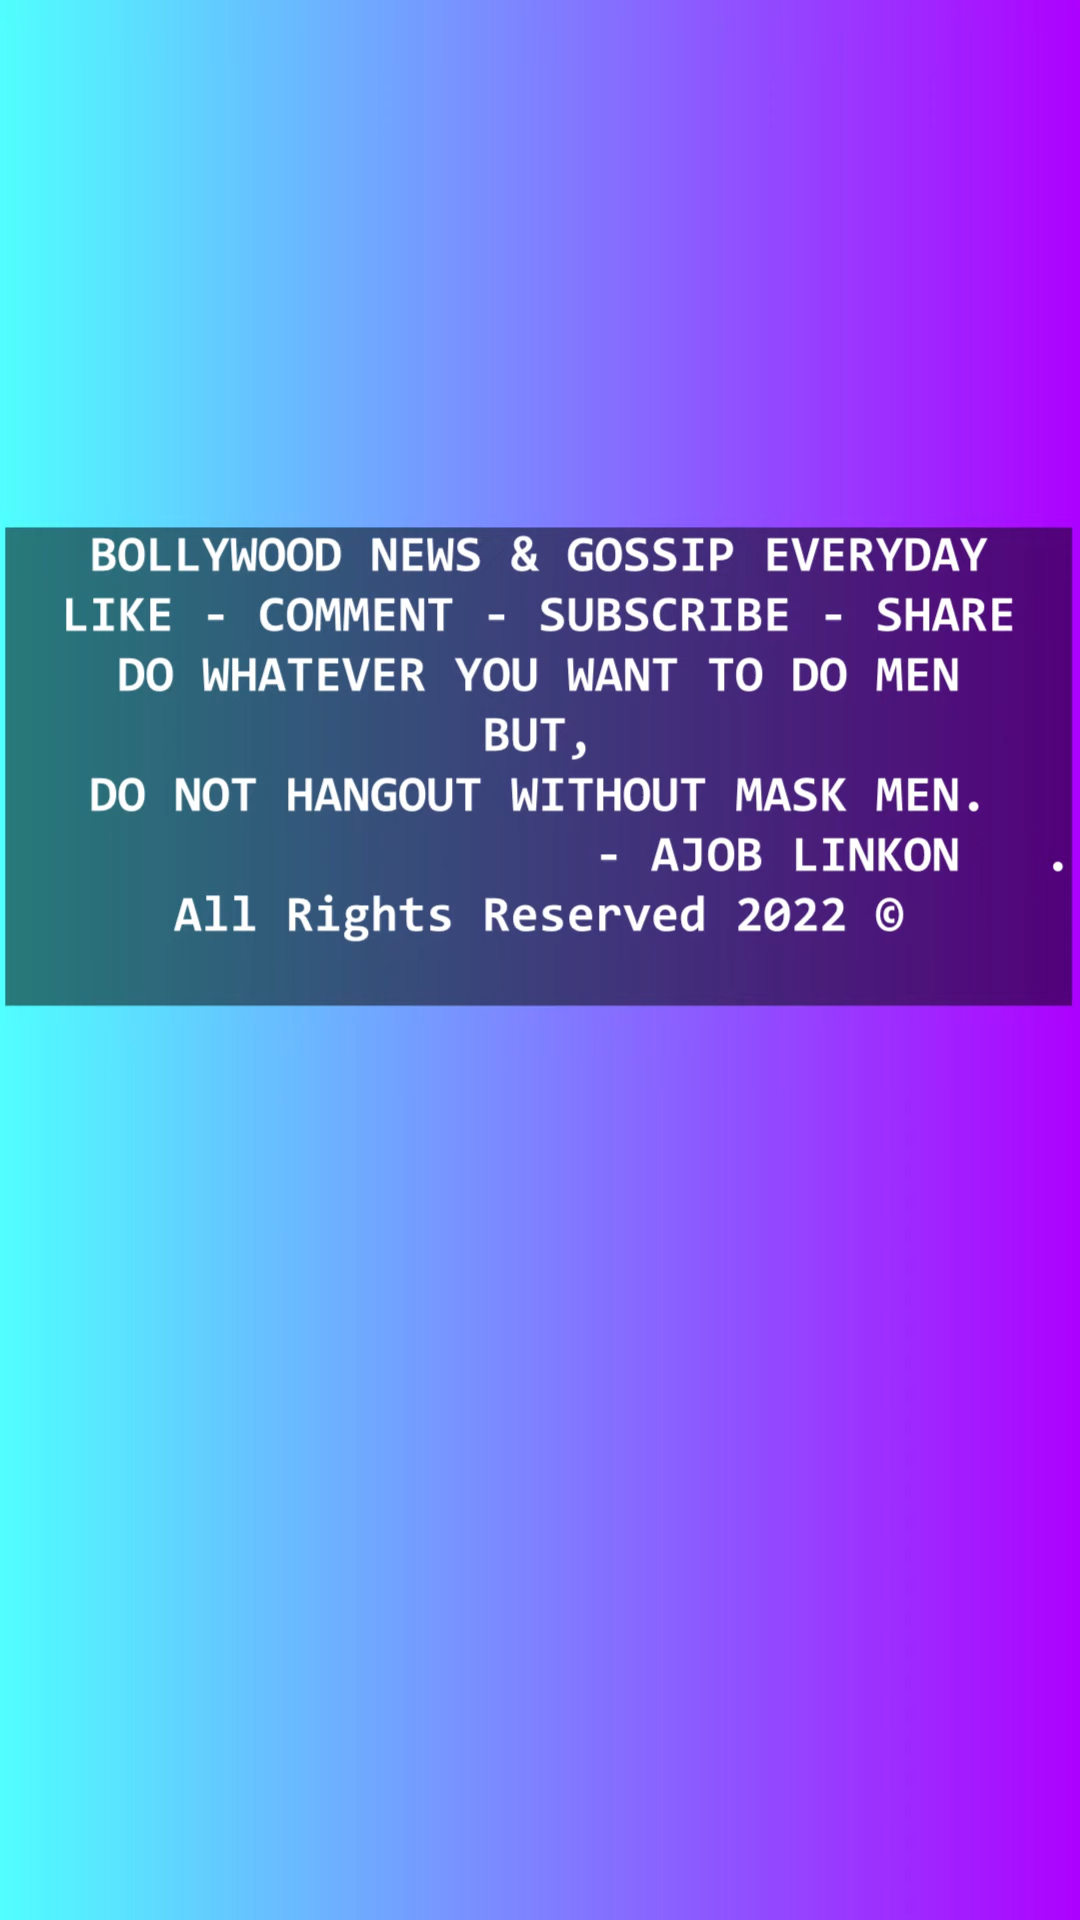 BOLLYWOOD NEWS & GOSSIP EVERYDAY
LIKE - COMMENT - SUBSCRIBE - SHARE
DO WHATEVER YOU WANT TO DO MEN
BUT,
DO NOT HANGOUT WITHOUT MASK MEN.
- AJOB LINKON .
All Rights Reserved 2022 ©